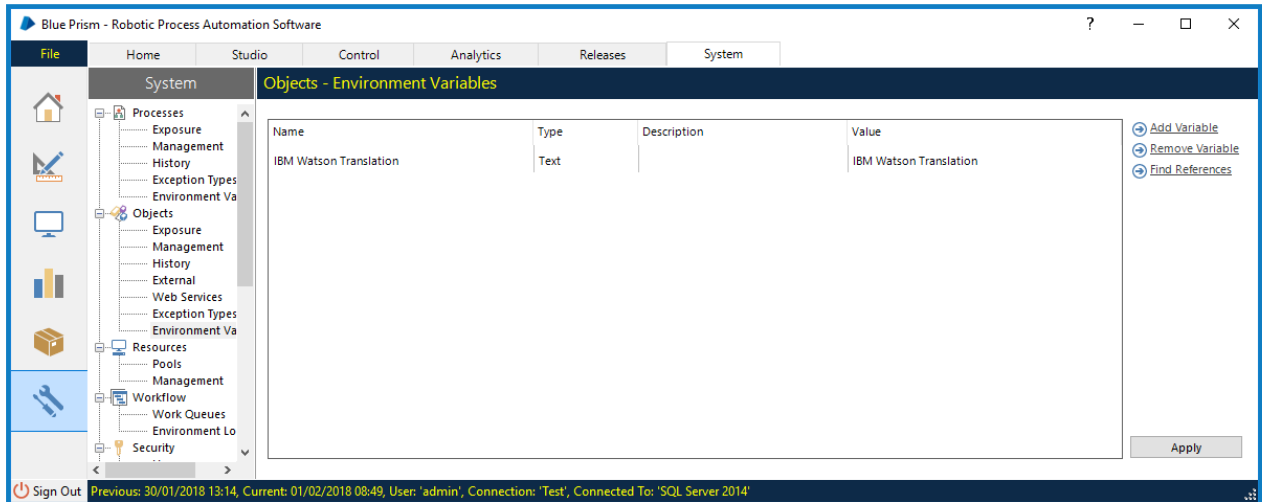 Blue Prism - Robotic Process Automation Software ?
File Home Studio Control Analytics Releases System
System
Objects - Environment Variables
Processes
Exposure
Management
History
Exception Types
Environment Va
Objects
Exposure
Management
History
External
Web Services
Exception Types
Environment Va
Resources
Pools
Management
Workflow
Work Queues
Environment Lo
Security
Name Type Description Value
IBM Watson Translation Text IBM Watson Translation
Add Variable
Remove Variable
Find References
Apply
Sign Out Previous: 30/01/2018 13:14, Current: 01/02/2018 08:49, User: 'admin', Connection: 'Test', Connected To: 'SQL Server 2014'